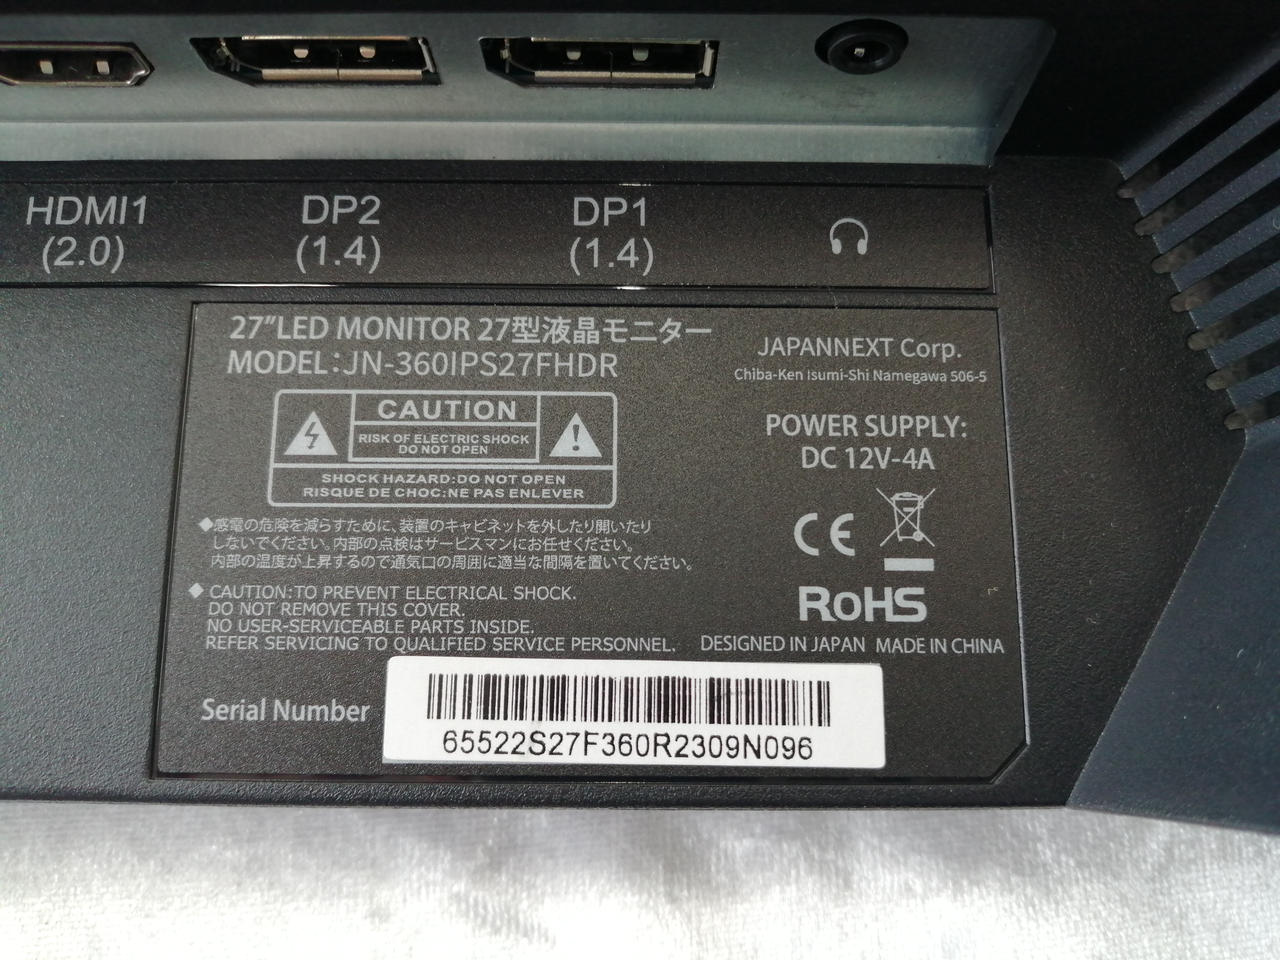 HDMI1 DP2 DP1
(2.0) (1.4) (1.4)
27"LED MONITOR 27型液晶モニター
MODEL:JN-360IPS27FHDR
JAPANNEXT Corp.
Chiba-Ken Isumi-Shi Namegawa 506-5
CAUTION
RISK OF ELECTRIC SHOCK
DO NOT OPEN
SHOCK HAZARD:DO NOT OPEN
RISQUE DE CHOC:NE PAS ENLEVER
POWER SUPPLY:
DC 12V-4A
CE
RoHS
◆感電の危険を減らすために、装置のキャビネットを外したり開いたり
しないでください。内部の点検はサービスマンにお任せください。
内部の温度が上昇するので通気口の周囲に適当な間隔を置いてください。
◆ CAUTION:TO PREVENT ELECTRICAL SHOCK.
DO NOT REMOVE THIS COVER.
NO USER-SERVICEABLE PARTS INSIDE.
REFER SERVICING TO QUALIFIED SERVICE PERSONNEL.
DESIGNED IN JAPAN MADE IN CHINA
Serial Number
65522S27F360R2309N096